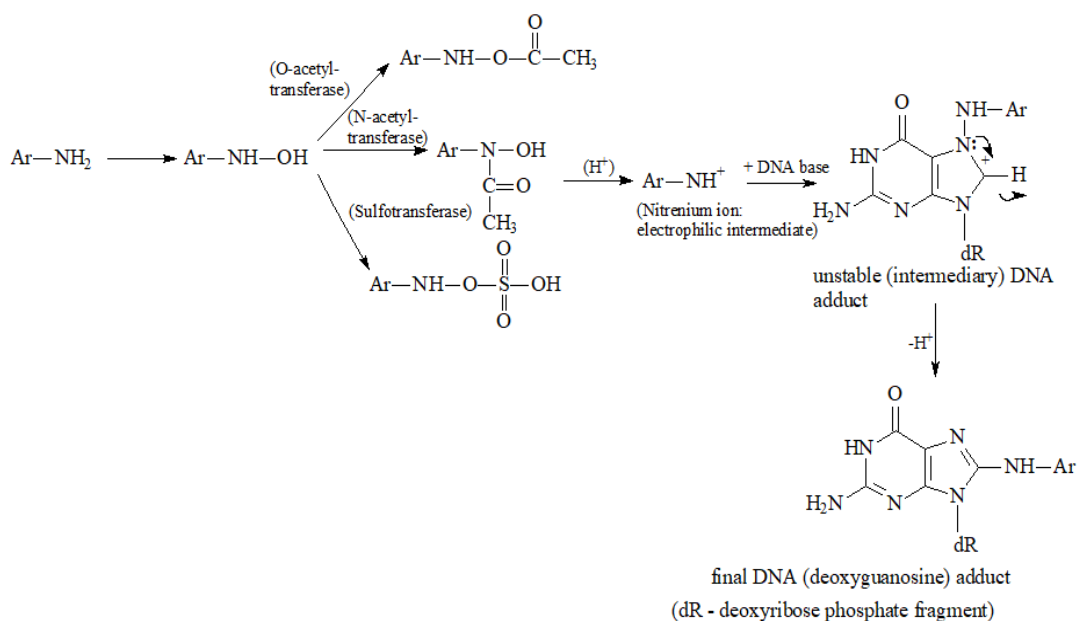 O
Ar—NH—O—C—CH₃
(O-acetyl-
transferase)
(N-acetyl-
transferase)
Ar—NH₂
Ar—NH—OH
Ar—N—OH
C=O
CH₃
(Sulfotransferase)
O
Ar—NH—O—S—OH
O
(H⁺)
Ar—NH⁺
(Nitrenium ion:
electrophilic intermediate)
+ DNA base
O
NH—Ar
HN
N:
+
H
H₂N
N
N
dR
unstable (intermediary) DNA
adduct
-H⁺
O
HN
N
NH—Ar
H₂N
N
N
dR
final DNA (deoxyguanosine) adduct
(dR - deoxyribose phosphate fragment)